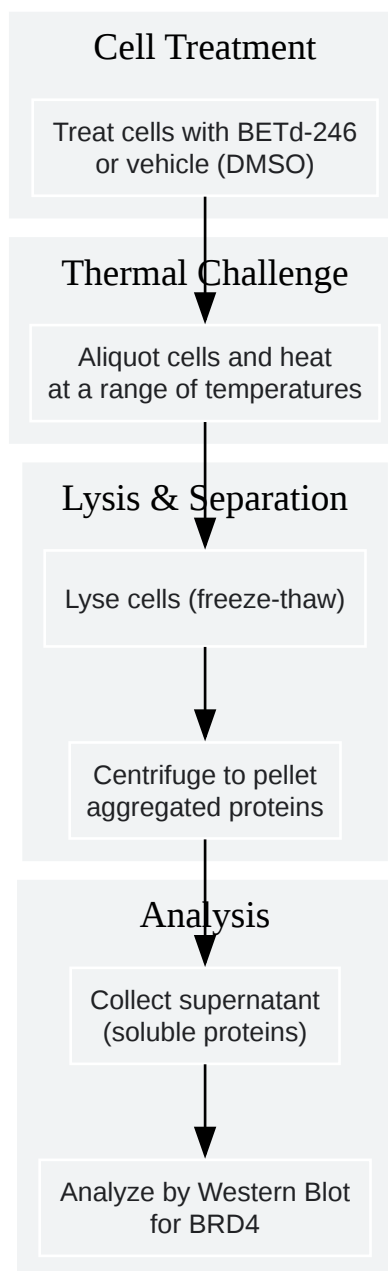 Cell Treatment
Treat cells with BETd-246
or vehicle (DMSO)
Thermal Challenge
Aliquot cells and heat
at a range of temperatures
Lysis & Separation
Lyse cells (freeze-thaw)
Centrifuge to pellet
aggregated proteins
Analysis
Collect supernatant
(soluble proteins)
Analyze by Western Blot
for BRD4